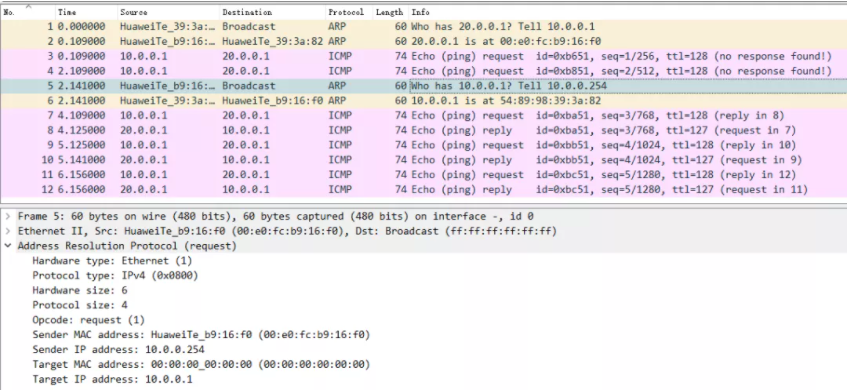 No. Time Source Destination Protocol Length Info
1 0.000000 HuaweiTe_39:3a:… Broadcast ARP 60 Who has 20.0.0.1? Tell 10.0.0.1
2 0.109000 HuaweiTe_b9:16:… HuaweiTe_39:3a:82 ARP 60 20.0.0.1 is at 00:e0:fc:b9:16:f0
3 0.109000 10.0.0.1 20.0.0.1 ICMP 74 Echo (ping) request id=0xb651, seq=1/256, ttl=128 (no response found!)
4 2.109000 10.0.0.1 20.0.0.1 ICMP 74 Echo (ping) request id=0xb851, seq=2/512, ttl=128 (no response found!)
5 2.141000 HuaweiTe_b9:16:… Broadcast ARP 60 Who has 10.0.0.1? Tell 10.0.0.254
6 2.141000 HuaweiTe_39:3a:… HuaweiTe_b9:16:f0 ARP 60 10.0.0.1 is at 54:89:98:39:3a:82
7 4.109000 10.0.0.1 20.0.0.1 ICMP 74 Echo (ping) request id=0xba51, seq=3/768, ttl=128 (reply in 8)
8 4.125000 20.0.0.1 10.0.0.1 ICMP 74 Echo (ping) reply id=0xba51, seq=3/768, ttl=127 (request in 7)
9 5.125000 10.0.0.1 20.0.0.1 ICMP 74 Echo (ping) request id=0xbb51, seq=4/1024, ttl=128 (reply in 10)
10 5.141000 20.0.0.1 10.0.0.1 ICMP 74 Echo (ping) reply id=0xbb51, seq=4/1024, ttl=127 (request in 9)
11 6.156000 10.0.0.1 20.0.0.1 ICMP 74 Echo (ping) request id=0xbc51, seq=5/1280, ttl=128 (reply in 12)
12 6.156000 20.0.0.1 10.0.0.1 ICMP 74 Echo (ping) reply id=0xbc51, seq=5/1280, ttl=127 (request in 11)
Frame 5: 60 bytes on wire (480 bits), 60 bytes captured (480 bits) on interface -, id 0
Ethernet II, Src: HuaweiTe_b9:16:f0 (00:e0:fc:b9:16:f0), Dst: Broadcast (ff:ff:ff:ff:ff:ff)
Address Resolution Protocol (request)
Hardware type: Ethernet (1)
Protocol type: IPv4 (0x0800)
Hardware size: 6
Protocol size: 4
Opcode: request (1)
Sender MAC address: HuaweiTe_b9:16:f0 (00:e0:fc:b9:16:f0)
Sender IP address: 10.0.0.254
Target MAC address: 00:00:00_00:00:00 (00:00:00:00:00:00)
Target IP address: 10.0.0.1